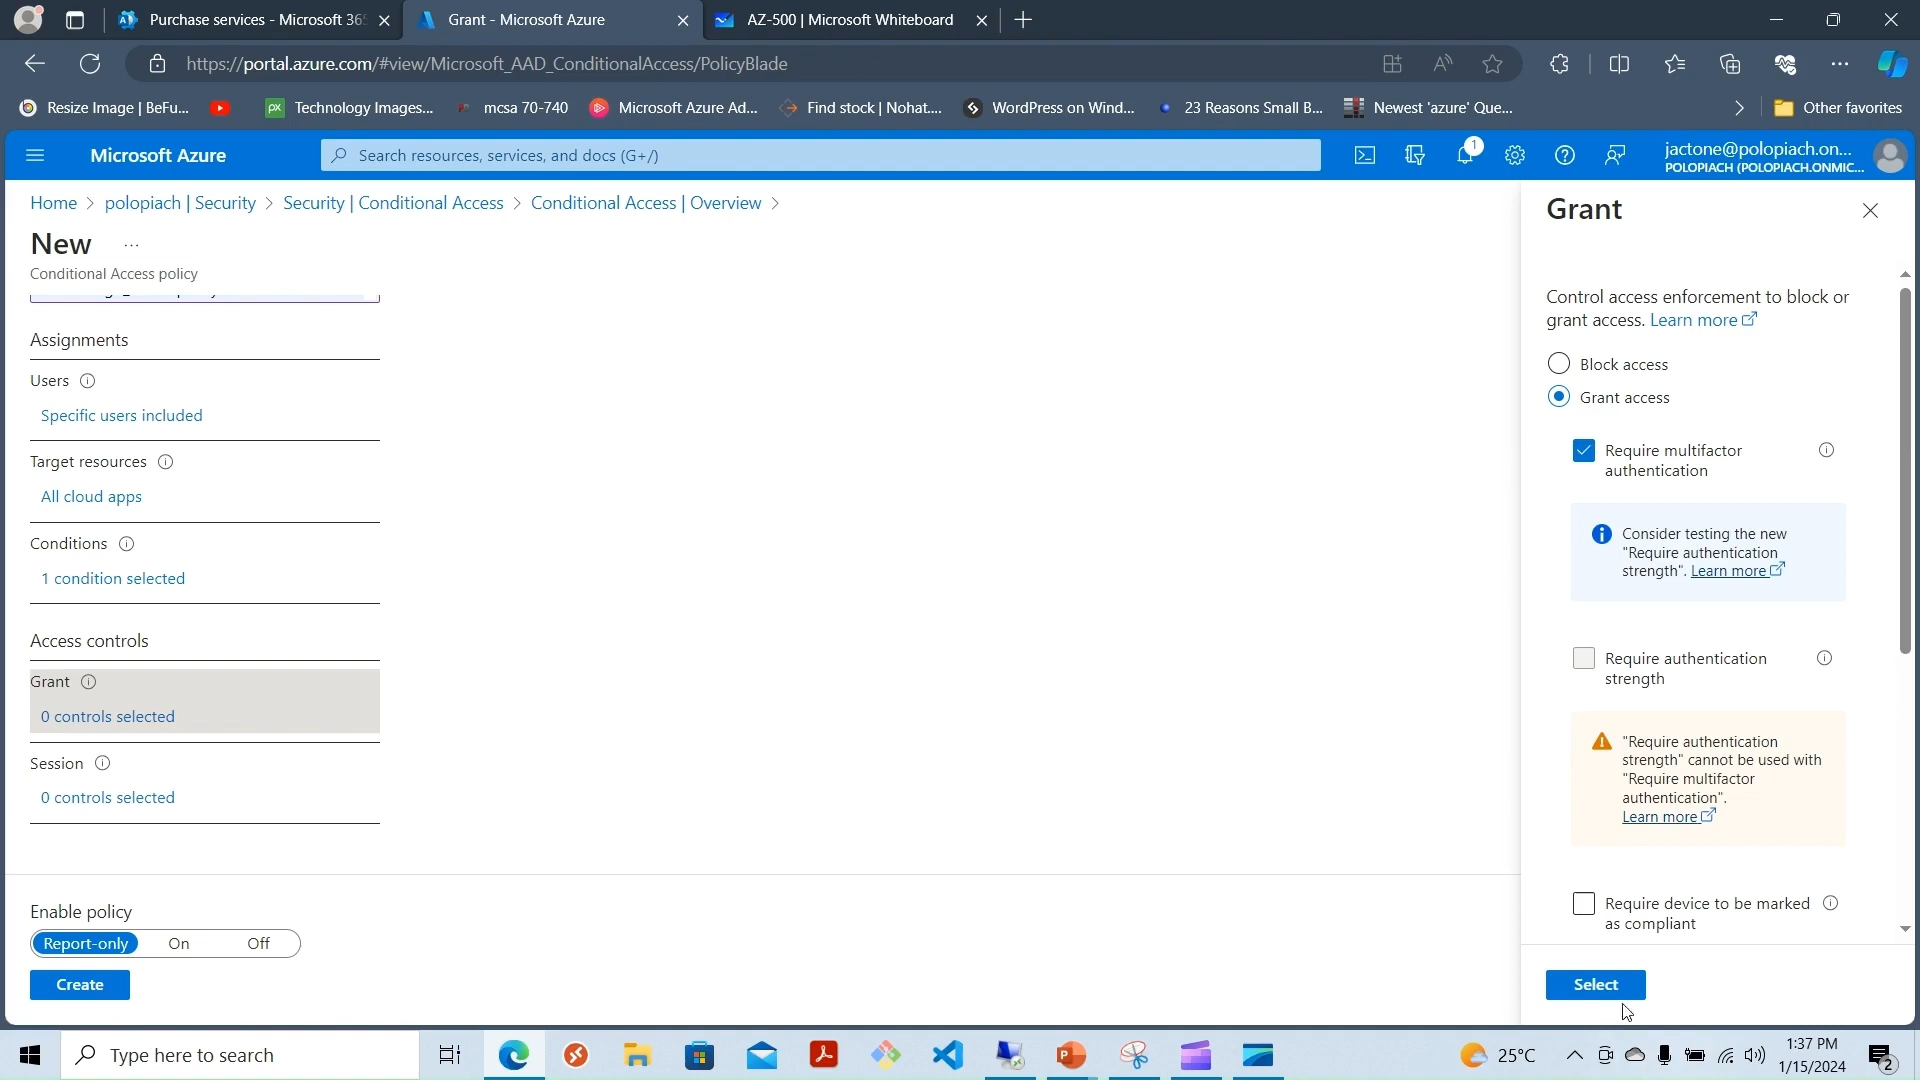 Purchase services - Microsoft 365
Grant - Microsoft Azure
AZ-500 | Microsoft Whiteboard
https://portal.azure.com/#view/Microsoft_AAD_ConditionalAccess/PolicyBlade
Resize Image | BeFu...
Technology Images...
mcsa 70-740
Microsoft Azure Ad...
Find stock | Nohat....
WordPress on Wind...
23 Reasons Small B...
Newest 'azure' Que...
Other favorites
Microsoft Azure
Search resources, services, and docs (G+/)
1
jactone@polopiach.on...
POLOPIACH (POLOPIACH.ONMIC...
Home > polopiach | Security > Security | Conditional Access > Conditional Access | Overview >
New ...
Conditional Access policy
Assignments
Users
Specific users included
Target resources
All cloud apps
Conditions
1 condition selected
Access controls
Grant
0 controls selected
Session
0 controls selected
Enable policy
Report-only On Off
Create
Grant
Control access enforcement to block or
grant access. Learn more
Block access
Grant access
Require multifactor
authentication
Consider testing the new
"Require authentication
strength". Learn more
Require authentication
strength
"Require authentication
strength" cannot be used with
"Require multifactor
authentication".
Learn more
Require device to be marked
as compliant
Select
Type here to search
25°C
1:37 PM
1/15/2024
2